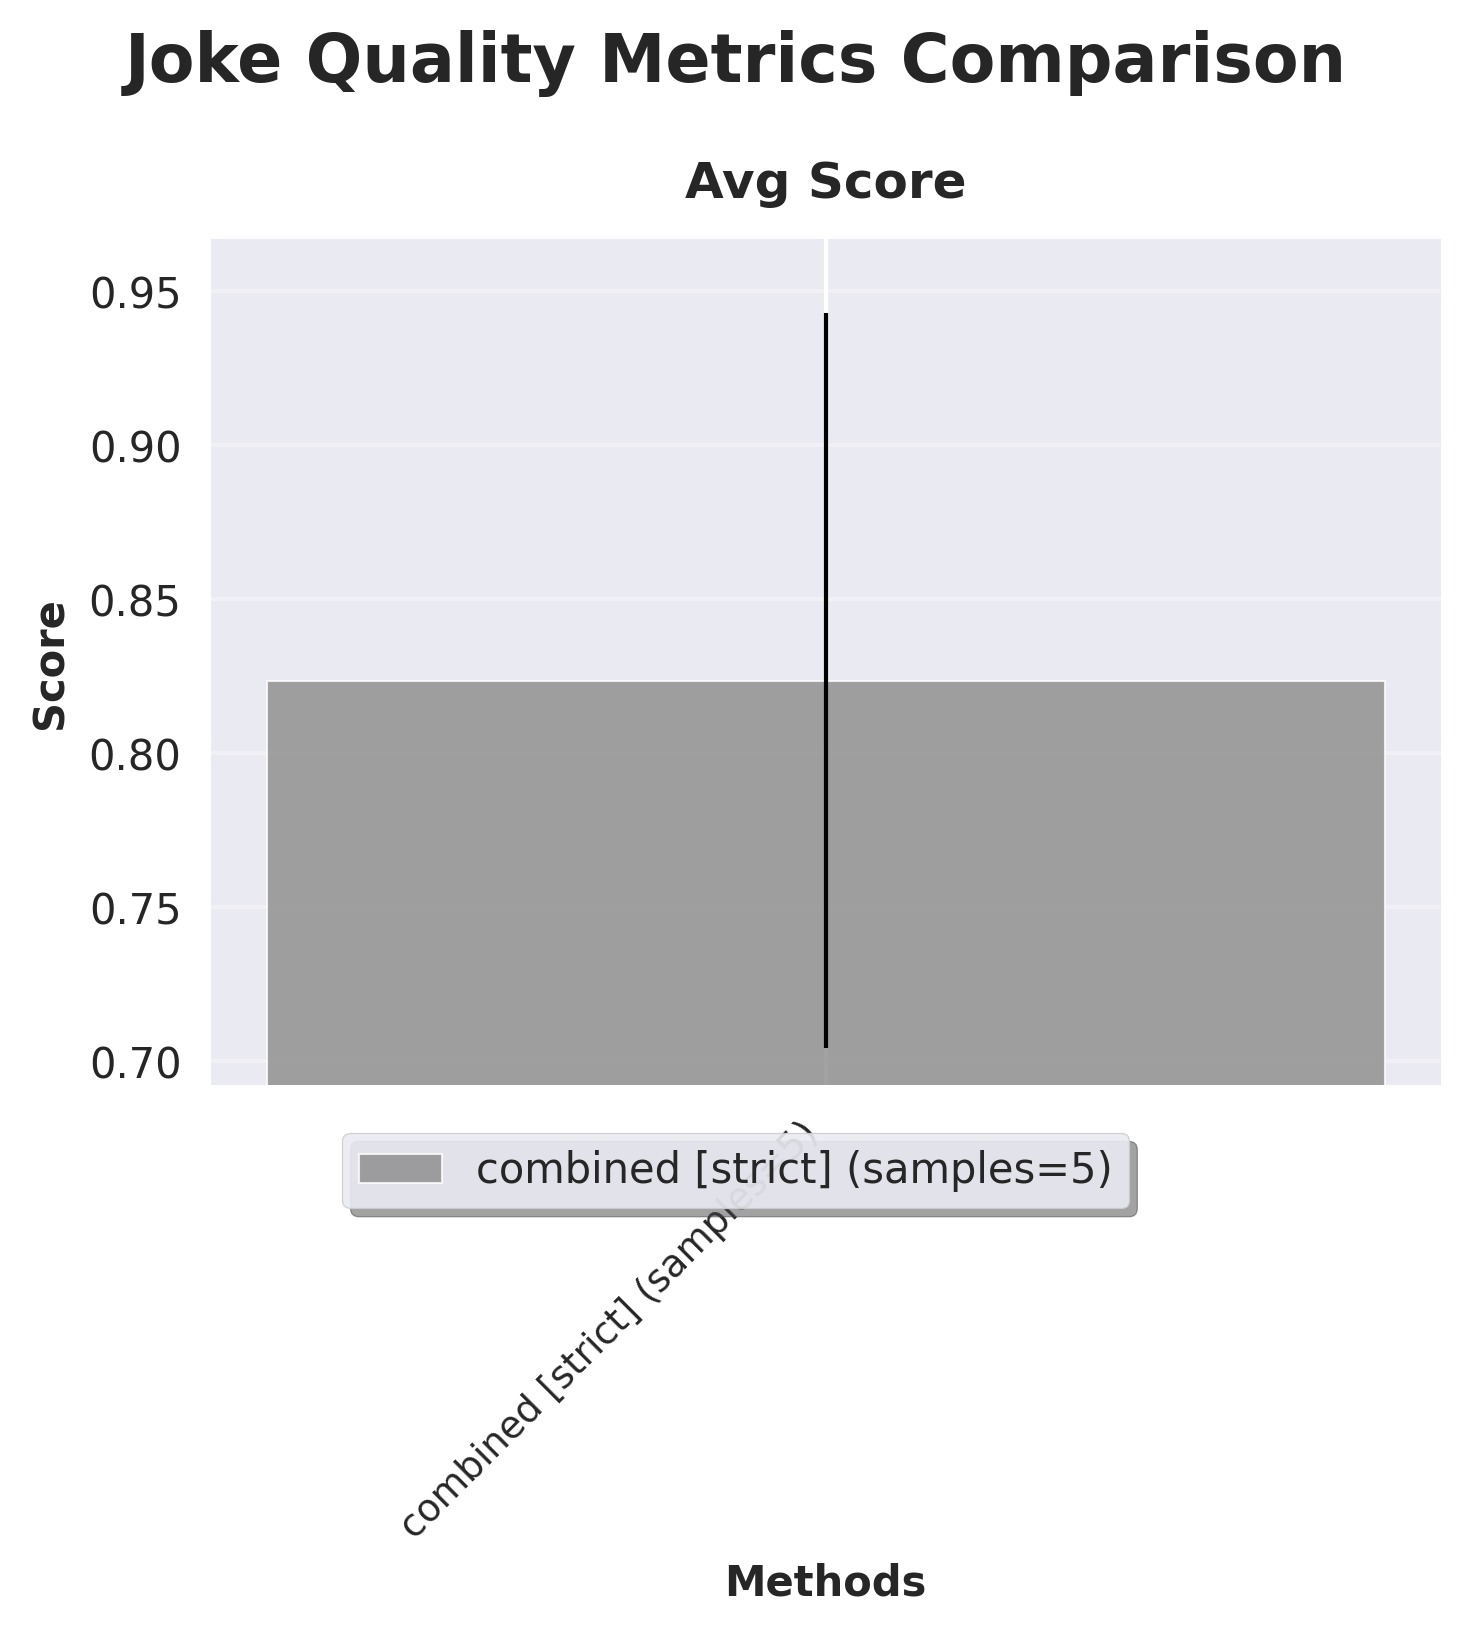 Joke Quality Metrics Comparison
Avg Score
0.95
0.90
0.85
0.80
0.75
0.70
Score
combined [strict] (samples=5)
combined [strict] (samples=5)
Methods